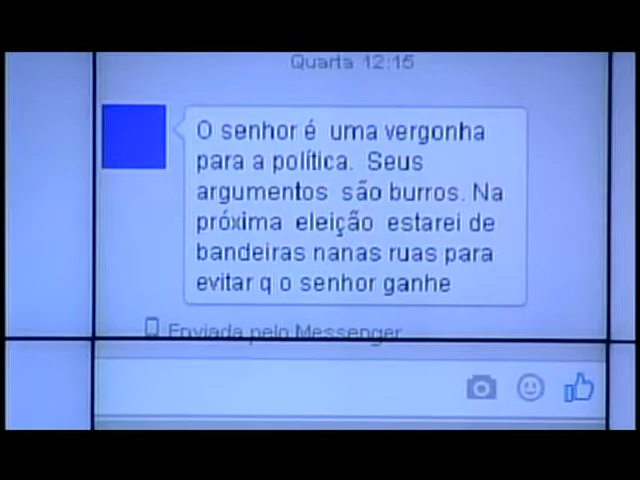 Quarta 12:15
O senhor é uma vergonha
para a política. Seus
argumentos são burros. Na
próxima eleição estarei de
bandeiras nanas ruas para
evitar q o senhor ganhe
Enviada pelo Messenger